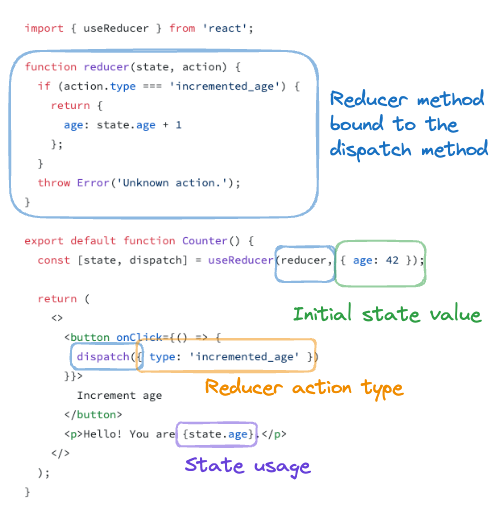 import { useReducer } from 'react';
function reducer(state, action) {
if (action.type === 'incremented_age') {
return {
age: state.age + 1
};
}
throw Error('Unknown action.');
}
Reducer method
bound to the
dispatch method
export default function Counter() {
const [state, dispatch] = useReducer(reducer, { age: 42 });
Initial state value
return (
<>
<button onClick={() => {
dispatch({ type: 'incremented_age' })
}}>
Reducer action type
Increment age
</button>
<p>Hello! You are {state.age}.</p>
State usage
</>
);
}